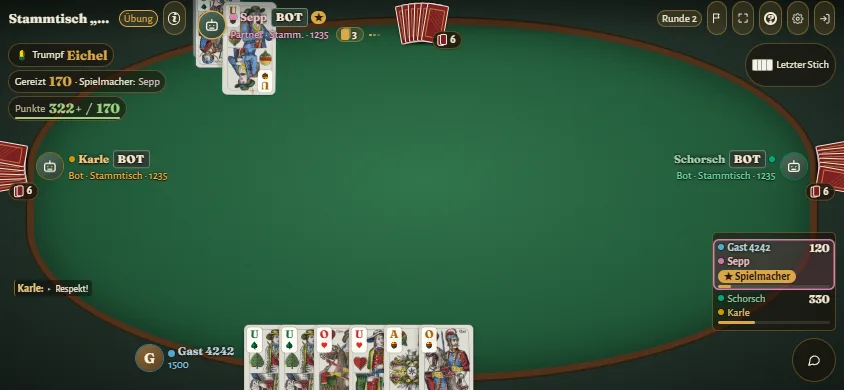 Stammtisch „...
Übung
Sepp BOT
Partner · Stamm. · 1235
3
6
Runde 2
Trumpf Eichel
Gereizt 170 · Spielmacher: Sepp
Punkte 322+ / 170
Letzter Stich
Karle BOT
Bot · Stammtisch · 1235
6
Schorsch BOT
Bot · Stammtisch · 1235
6
Gast 4242 120
Sepp
★ Spielmacher
Schorsch 330
Karle
Karle: · Respekt!
G
Gast 4242
1500
U U O U A O